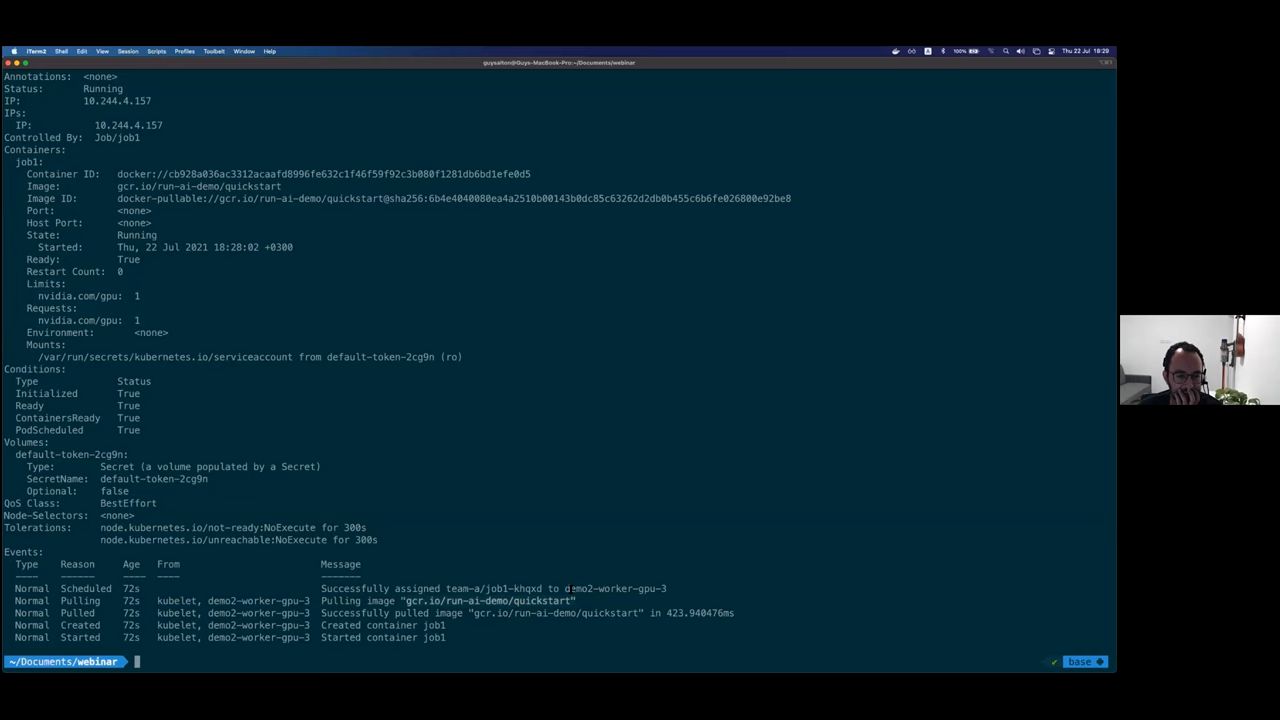 iTerm2 Shell Edit View Session Scripts Profiles Toolbelt Window Help 100% Thu 22 Jul 18:29
guysalton@Guys-MacBook-Pro:~/Documents/webinar
Annotations: <none>
Status: Running
IP: 10.244.4.157
IPs:
IP: 10.244.4.157
Controlled By: Job/job1
Containers:
job1:
Container ID: docker://cb928a036ac3312acaafd8996fe632c1f46f59f92c3b080f1281db6bd1efe0d5
Image: gcr.io/run-ai-demo/quickstart
Image ID: docker-pullable://gcr.io/run-ai-demo/quickstart@sha256:6b4e4040080ea4a2510b00143b0dc85c63262d2db0b455c6b6fe026800e92be8
Port: <none>
Host Port: <none>
State: Running
Started: Thu, 22 Jul 2021 18:28:02 +0300
Ready: True
Restart Count: 0
Limits:
nvidia.com/gpu: 1
Requests:
nvidia.com/gpu: 1
Environment: <none>
Mounts:
/var/run/secrets/kubernetes.io/serviceaccount from default-token-2cg9n (ro)
Conditions:
Type Status
Initialized True
Ready True
ContainersReady True
PodScheduled True
Volumes:
default-token-2cg9n:
Type: Secret (a volume populated by a Secret)
SecretName: default-token-2cg9n
Optional: false
QoS Class: BestEffort
Node-Selectors: <none>
Tolerations: node.kubernetes.io/not-ready:NoExecute for 300s
node.kubernetes.io/unreachable:NoExecute for 300s
Events:
Type Reason Age From Message
---- ------ ---- ---- -------
Normal Scheduled 72s Successfully assigned team-a/job1-khqxd to demo2-worker-gpu-3
Normal Pulling 72s kubelet, demo2-worker-gpu-3 Pulling image "gcr.io/run-ai-demo/quickstart"
Normal Pulled 72s kubelet, demo2-worker-gpu-3 Successfully pulled image "gcr.io/run-ai-demo/quickstart" in 423.940476ms
Normal Created 72s kubelet, demo2-worker-gpu-3 Created container job1
Normal Started 72s kubelet, demo2-worker-gpu-3 Started container job1
~/Documents/webinar ✔ base